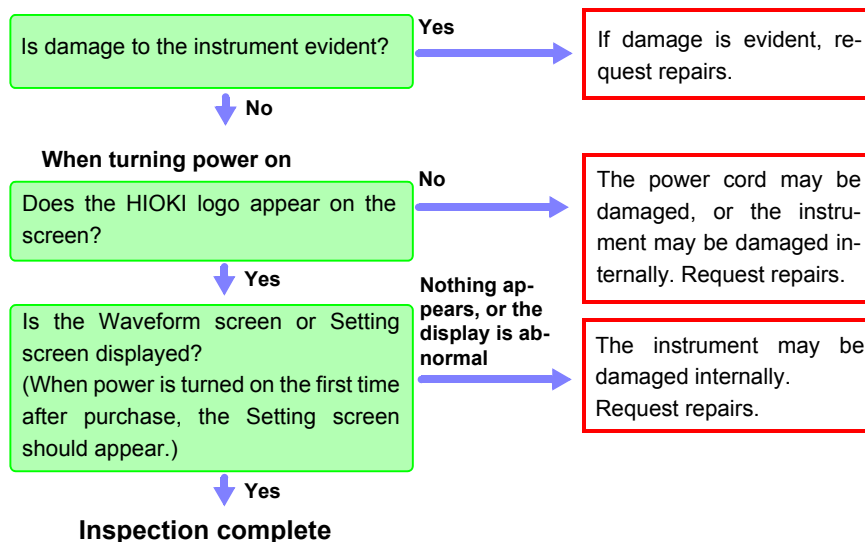 Is damage to the instrument evident?
Yes
If damage is evident, re-
quest repairs.
No
When turning power on
Does the HIOKI logo appear on the
screen?
No
The power cord may be
damaged, or the instru-
ment may be damaged in-
ternally. Request repairs.
Yes
Is the Waveform screen or Setting
screen displayed?
(When power is turned on the first time
after purchase, the Setting screen
should appear.)
Nothing ap-
pears, or the
display is ab-
normal
The instrument may be
damaged internally.
Request repairs.
Yes
Inspection complete